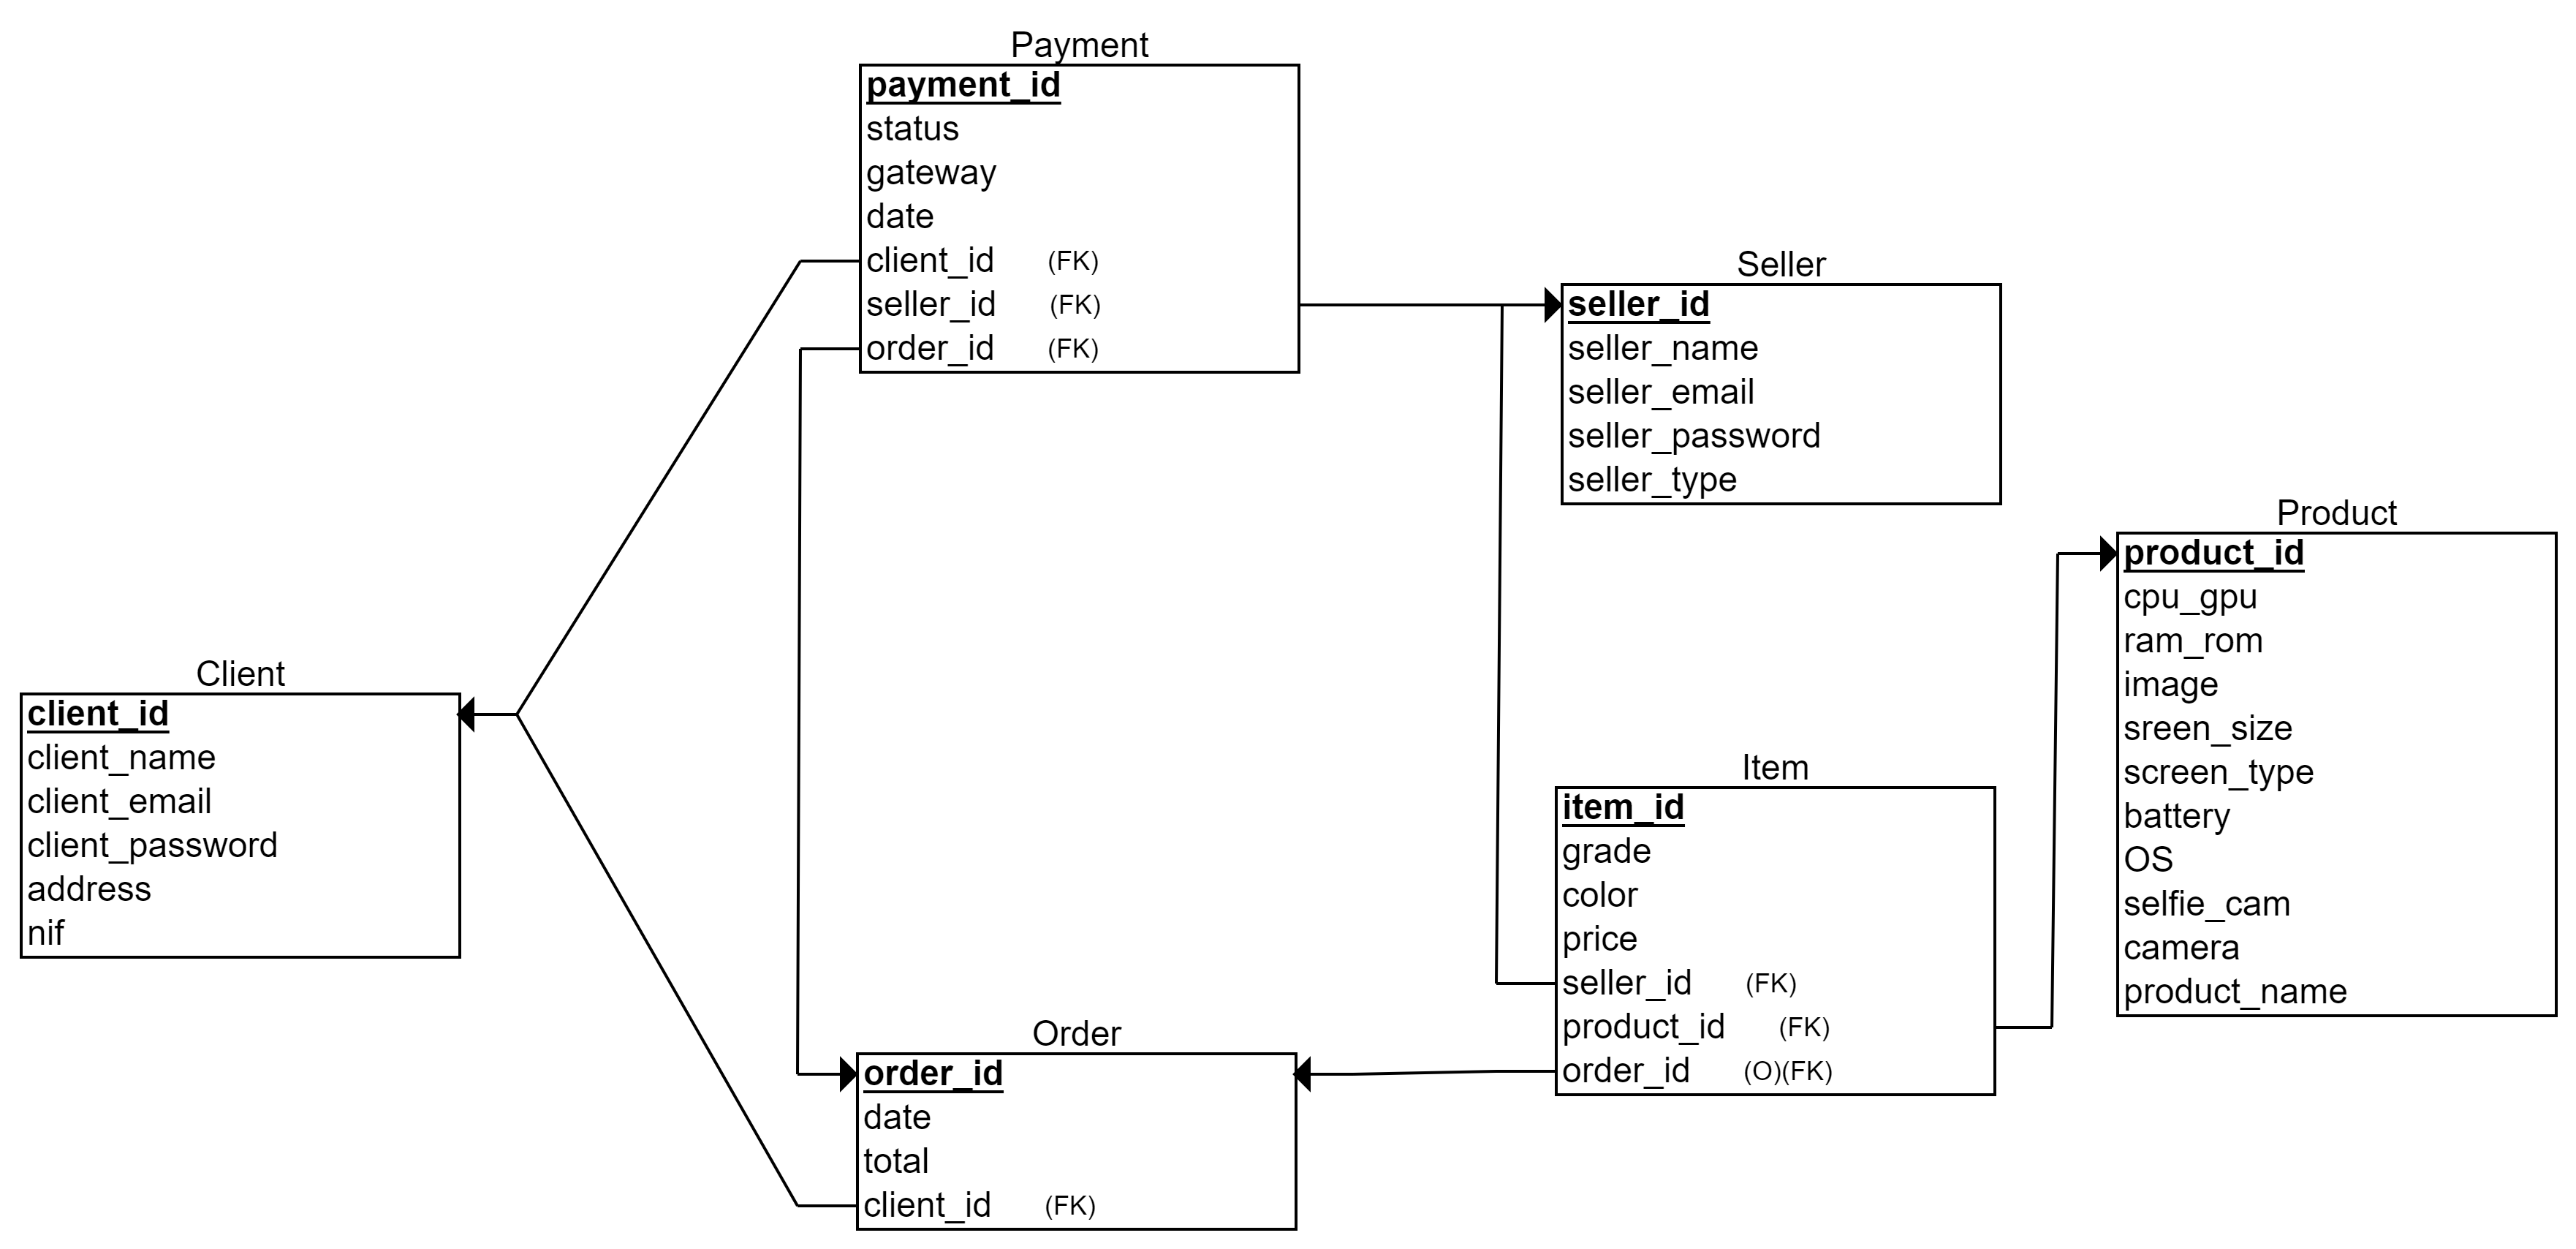 Payment
payment_id
status
gateway
date
client_id (FK)
seller_id (FK)
order_id (FK)
Seller
seller_id
seller_name
seller_email
seller_password
seller_type
Product
product_id
cpu_gpu
ram_rom
image
sreen_size
screen_type
battery
OS
selfie_cam
camera
product_name
Client
client_id
client_name
client_email
client_password
address
nif
Item
item_id
grade
color
price
seller_id (FK)
product_id (FK)
order_id (O)(FK)
Order
order_id
date
total
client_id (FK)